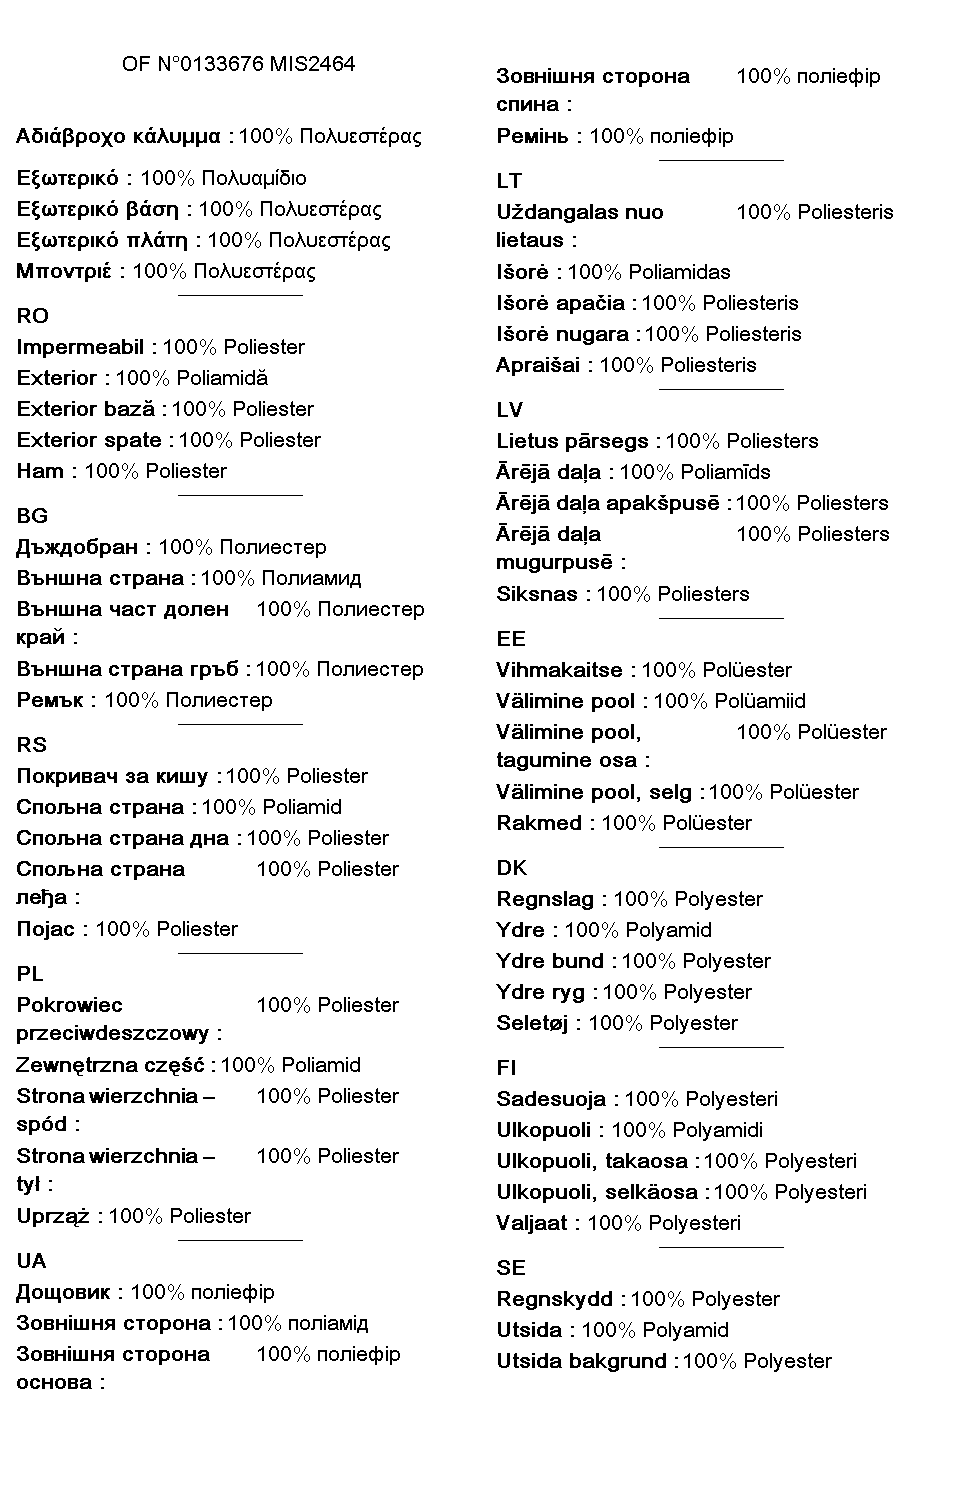 OF N°0133676 MIS2464
Αδιάβροχο κάλυμμα : 100% Πολυεστέρας
Εξωτερικό : 100% Πολυαμίδιο
Εξωτερικό βάση : 100% Πολυεστέρας
Εξωτερικό πλάτη : 100% Πολυεστέρας
Μποντριέ : 100% Πολυεστέρας
RO
Impermeabil : 100% Poliester
Exterior : 100% Poliamidă
Exterior bază : 100% Poliester
Exterior spate : 100% Poliester
Ham : 100% Poliester
BG
Дъждобран : 100% Полиестер
Външна страна : 100% Полиамид
Външна част долен 100% Полиестер
край :
Външна страна гръб : 100% Полиестер
Ремък : 100% Полиестер
RS
Покривач за кишу : 100% Poliester
Спољна страна : 100% Poliamid
Спољна страна дна : 100% Poliester
Спољна страна 100% Poliester
леђа :
Појас : 100% Poliester
PL
Pokrowiec 100% Poliester
przeciwdeszczowy :
Zewnętrzna część : 100% Poliamid
Strona wierzchnia – 100% Poliester
spód :
Strona wierzchnia – 100% Poliester
tył :
Uprząż : 100% Poliester
UA
Дощовик : 100% поліефір
Зовнішня сторона : 100% поліамід
Зовнішня сторона 100% поліефір
основа :
Зовнішня сторона 100% поліефір
спина :
Ремінь : 100% поліефір
LT
Uždangalas nuo 100% Poliesteris
lietaus :
Išorė : 100% Poliamidas
Išorė apačia : 100% Poliesteris
Išorė nugara : 100% Poliesteris
Apraišai : 100% Poliesteris
LV
Lietus pārsegs : 100% Poliesters
Ārējā daļa : 100% Poliamīds
Ārējā daļa apakšpusē : 100% Poliesters
Ārējā daļa 100% Poliesters
mugurpusē :
Siksnas : 100% Poliesters
EE
Vihmakaitse : 100% Polüester
Välimine pool : 100% Polüamiid
Välimine pool, 100% Polüester
tagumine osa :
Välimine pool, selg : 100% Polüester
Rakmed : 100% Polüester
DK
Regnslag : 100% Polyester
Ydre : 100% Polyamid
Ydre bund : 100% Polyester
Ydre ryg : 100% Polyester
Seletøj : 100% Polyester
FI
Sadesuoja : 100% Polyesteri
Ulkopuoli : 100% Polyamidi
Ulkopuoli, takaosa : 100% Polyesteri
Ulkopuoli, selkäosa : 100% Polyesteri
Valjaat : 100% Polyesteri
SE
Regnskydd : 100% Polyester
Utsida : 100% Polyamid
Utsida bakgrund : 100% Polyester